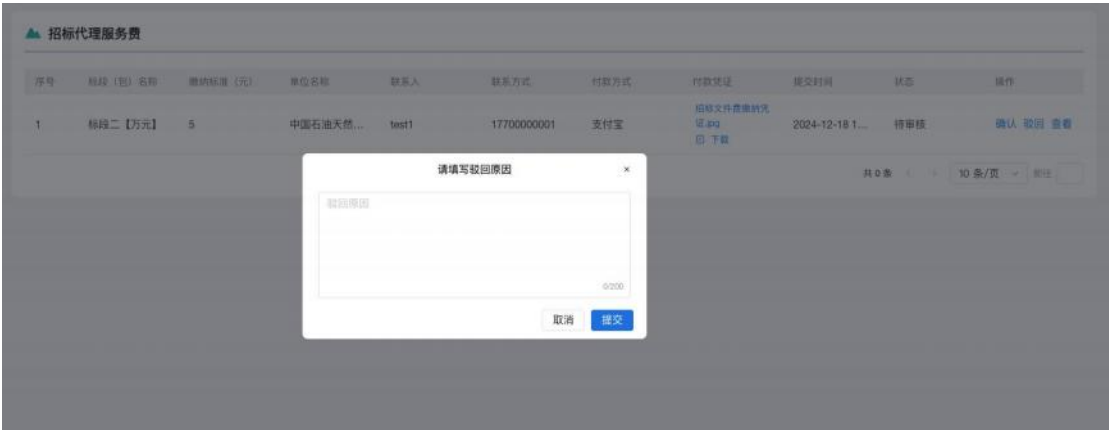 招标代理服务费
序号 标段（包）名称 缴纳标准（元） 单位名称 联系人 联系方式 付款方式 付款凭证 提交时间 状态 操作
1 标段二【万元】 5 中国石油天然... test1 17700000001 支付宝 招标文件费缴纳凭 2024-12-18 1... 待审核 确认 驳回 查看
证.jpg
下载
请填写驳回原因 ×
共 0 条 < > 10 条/页 前往
驳回原因
0/200
取消 提交